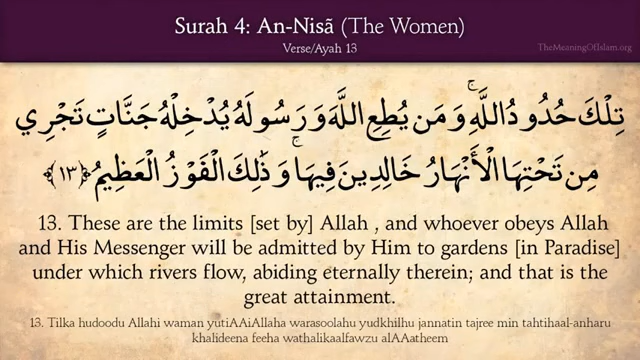 Surah 4: An-Nisã (The Women)
Verse/Ayah 13
TheMeaningOfIslam.org
تِلْكَ حُدُودُ اللَّهِ ۚ وَمَن يُطِعِ اللَّهَ وَرَسُولَهُ يُدْخِلْهُ جَنَّاتٍ تَجْرِي
مِن تَحْتِهَا الْأَنْهَارُ خَالِدِينَ فِيهَا ۚ وَذَٰلِكَ الْفَوْزُ الْعَظِيمُ ﴿١٣﴾
13. These are the limits [set by] Allah , and whoever obeys Allah
and His Messenger will be admitted by Him to gardens [in Paradise]
under which rivers flow, abiding eternally therein; and that is the
great attainment.
13. Tilka hudoodu Allahi waman yutiAAiAllaha warasoolahu yudkhilhu jannatin tajree min tahtihaal-anharu
khalideena feeha wathalikaalfawzu alAAatheem